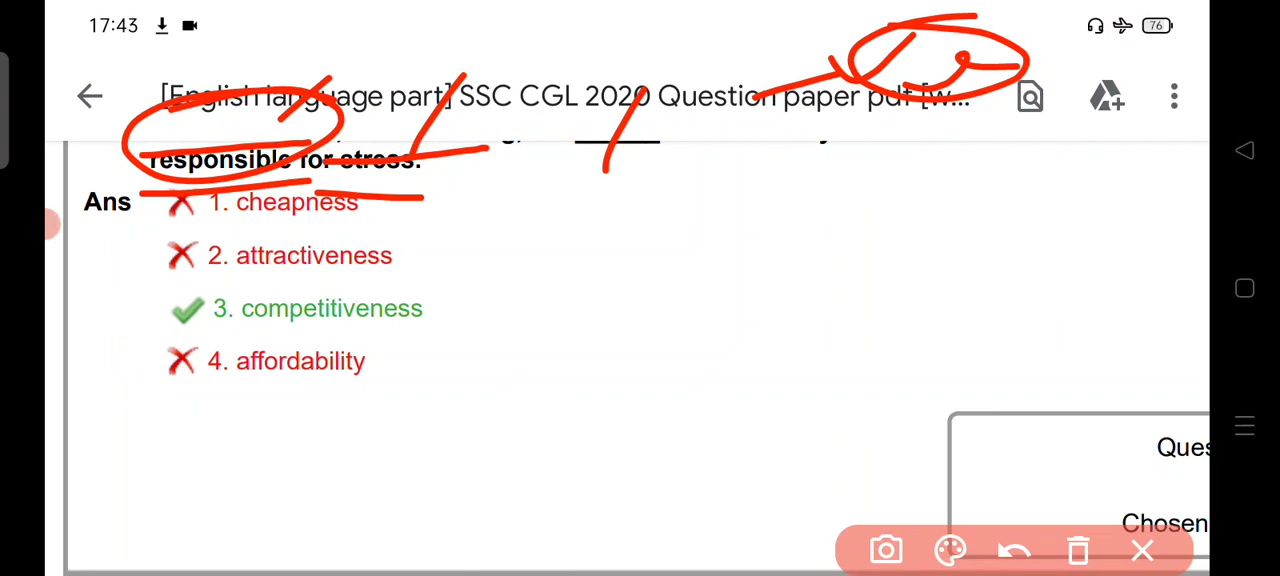 17:43
76
[English language part] SSC CGL 2020 Question paper pdf [w...
responsible for stress.
Ans
1. cheapness
2. attractiveness
3. competitiveness
4. affordability
Ques
Chosen